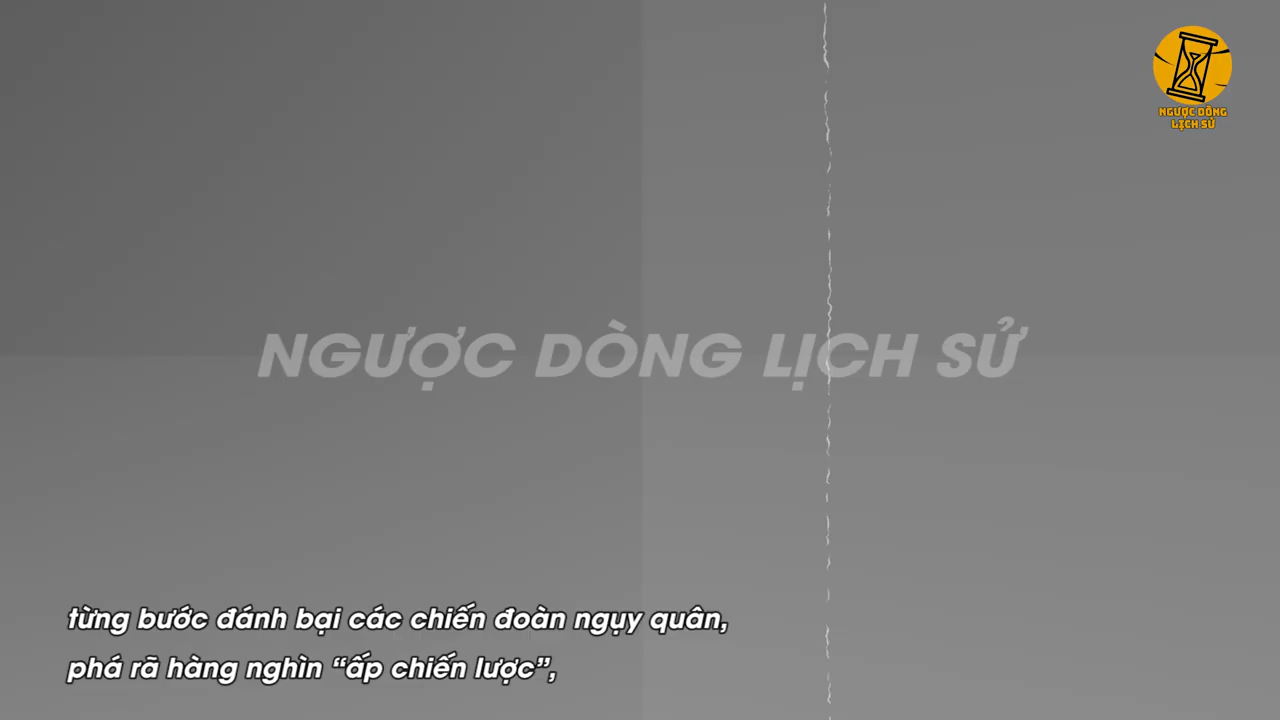 NGƯỢC DÒNG
LỊCH SỬ
NGƯỢC DÒNG LỊCH SỬ
từng bước đánh bại các chiến đoàn ngụy quân,
phá rã hàng nghìn “ấp chiến lược”,